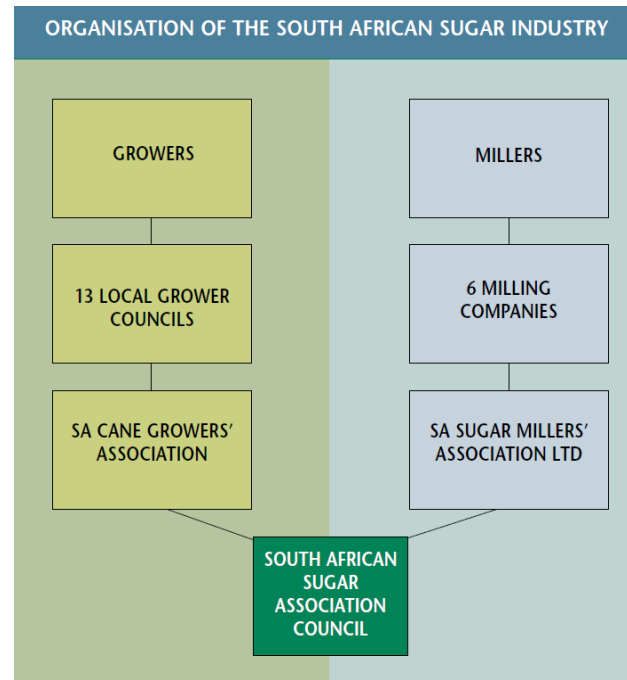 ORGANISATION OF THE SOUTH AFRICAN SUGAR INDUSTRY
GROWERS
MILLERS
13 LOCAL GROWER
COUNCILS
6 MILLING
COMPANIES
SA CANE GROWERS’
ASSOCIATION
SA SUGAR MILLERS’
ASSOCIATION LTD
SOUTH AFRICAN
SUGAR
ASSOCIATION
COUNCIL